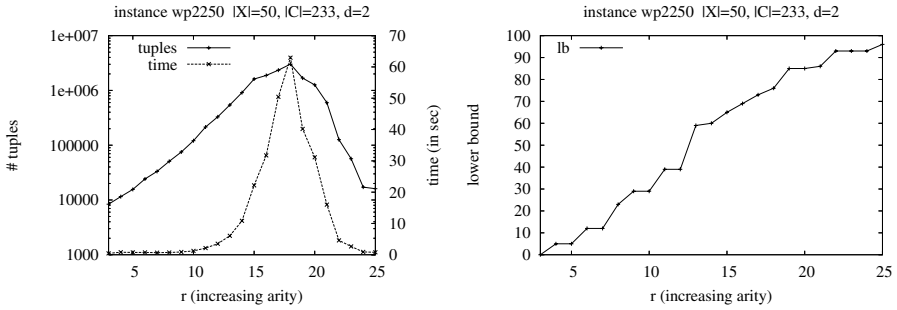 instance wp2250 |X|=50, |C|=233, d=2
1e+007
1e+006
100000
10000
1000
# tuples
tuples
time
70
60
50
40
30
20
10
0
time (in sec)
5 10 15 20 25
r (increasing arity)
instance wp2250 |X|=50, |C|=233, d=2
100
90
80
70
60
50
40
30
20
10
0
lower bound
lb
5 10 15 20 25
r (increasing arity)